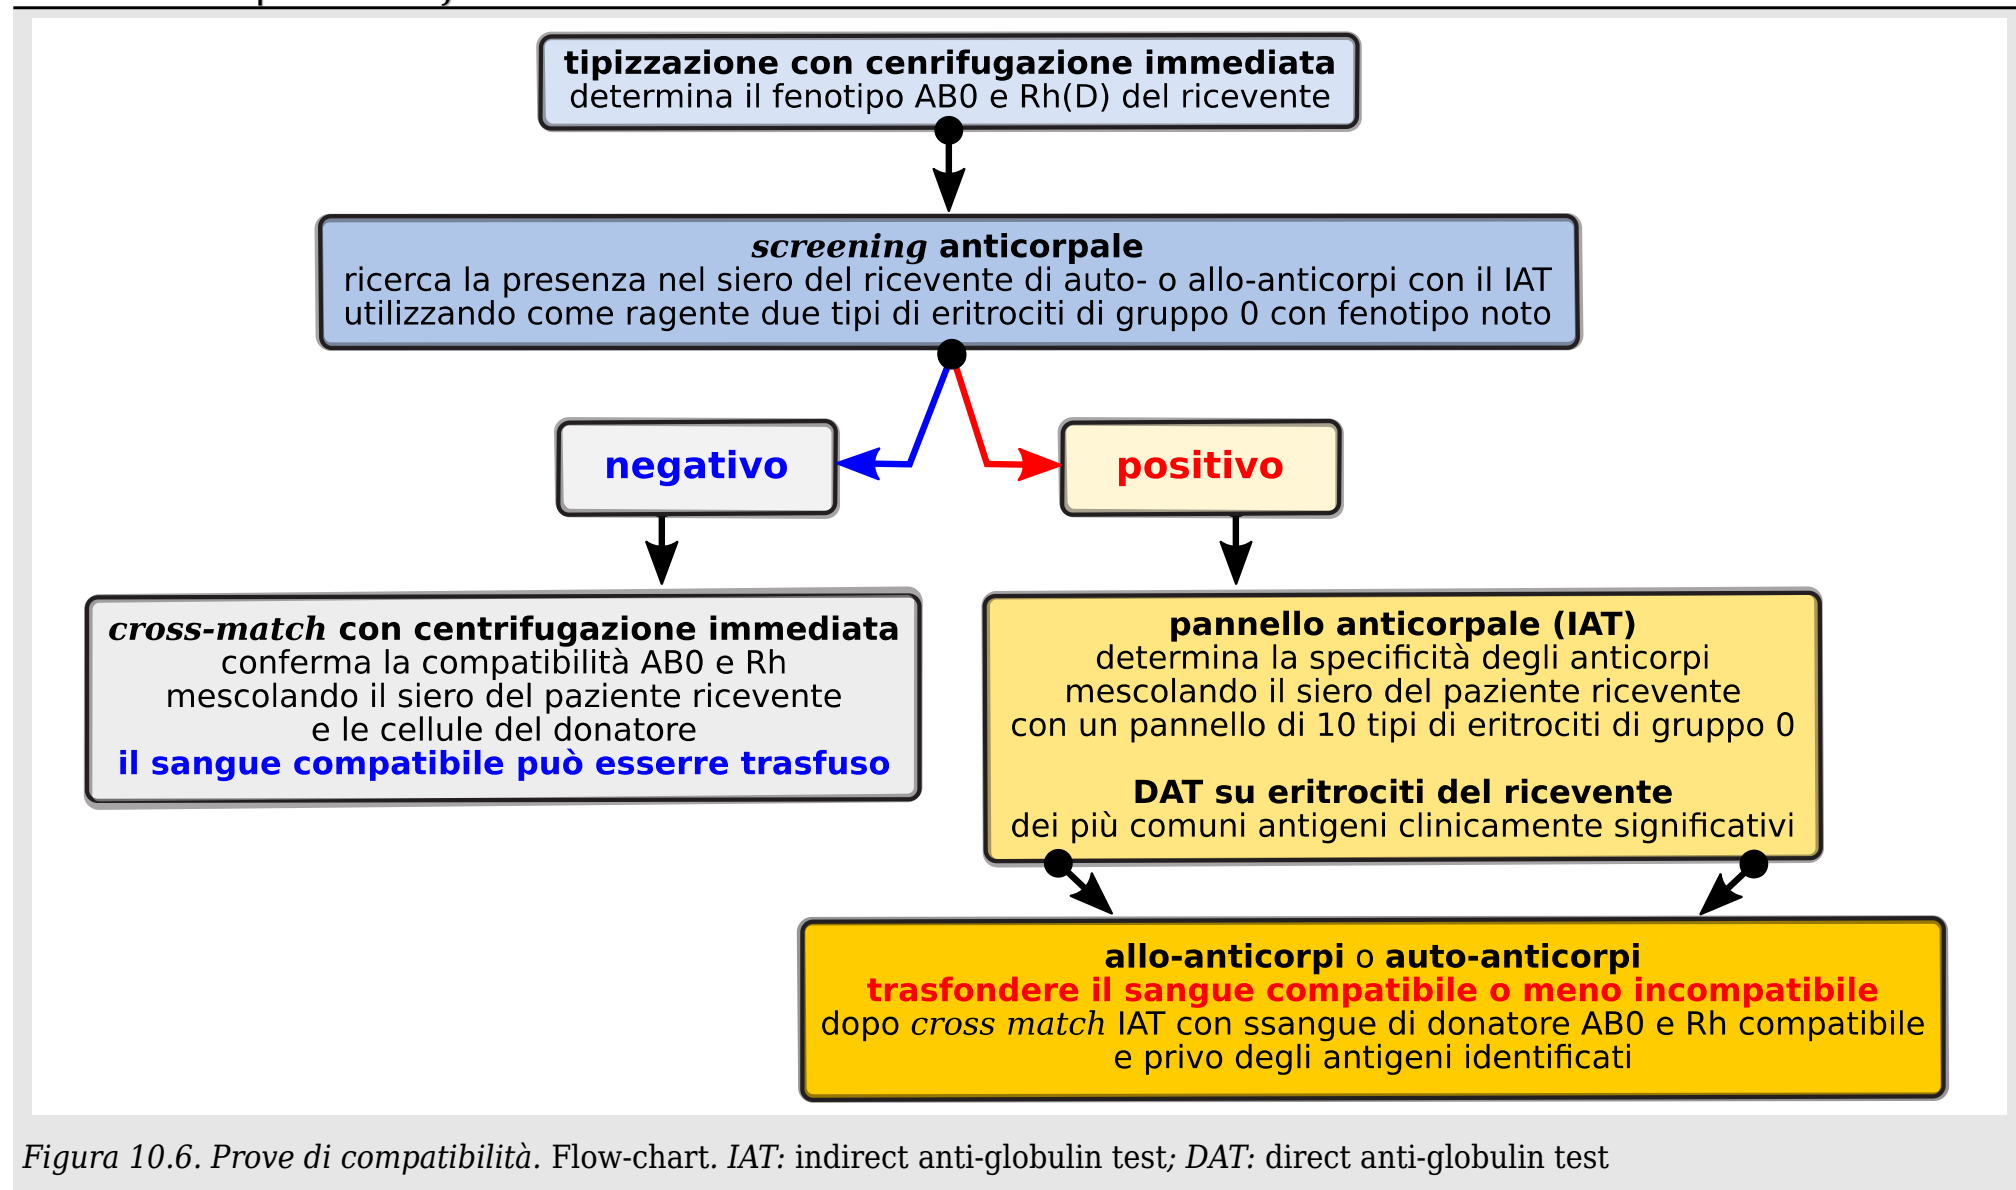 tipizzazione con cenrifugazione immediata
determina il fenotipo AB0 e Rh(D) del ricevente
screening anticorpale
ricerca la presenza nel siero del ricevente di auto- o allo-anticorpi con il IAT
utilizzando come ragente due tipi di eritrociti di gruppo 0 con fenotipo noto
negativo
positivo
cross-match con centrifugazione immediata
conferma la compatibilità AB0 e Rh
mescolando il siero del paziente ricevente
e le cellule del donatore
il sangue compatibile può esserre trasfuso
pannello anticorpale (IAT)
determina la specificità degli anticorpi
mescolando il siero del paziente ricevente
con un pannello di 10 tipi di eritrociti di gruppo 0
DAT su eritrociti del ricevente
dei più comuni antigeni clinicamente significativi
allo-anticorpi o auto-anticorpi
trasfondere il sangue compatibile o meno incompatibile
dopo cross match IAT con ssangue di donatore AB0 e Rh compatibile
e privo degli antigeni identificati
Figura 10.6. Prove di compatibilità. Flow-chart. IAT: indirect anti-globulin test; DAT: direct anti-globulin test